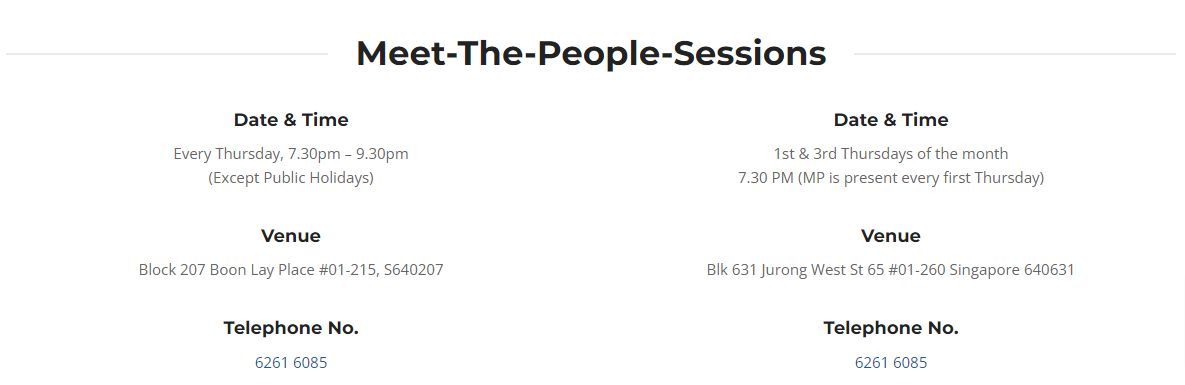 Meet-The-People-Sessions
Date & Time
Every Thursday, 7.30pm – 9.30pm
(Except Public Holidays)
Venue
Block 207 Boon Lay Place #01-215, S640207
Telephone No.
6261 6085
Date & Time
1st & 3rd Thursdays of the month
7.30 PM (MP is present every first Thursday)
Venue
Blk 631 Jurong West St 65 #01-260 Singapore 640631
Telephone No.
6261 6085